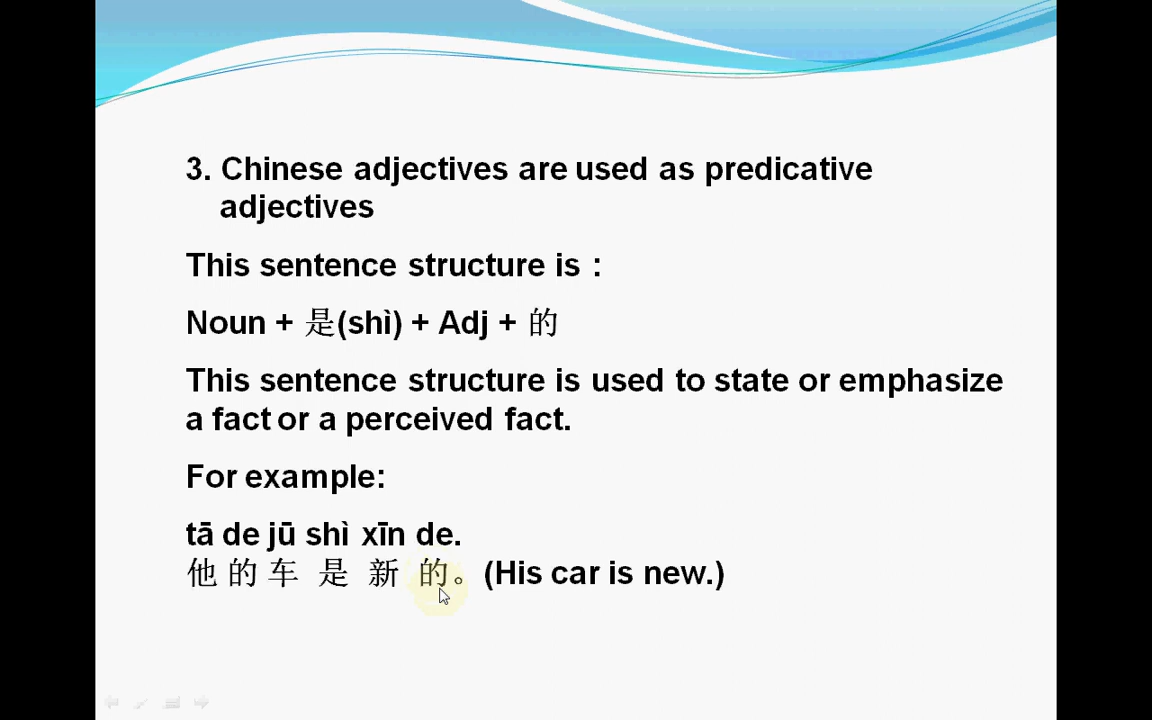 3. Chinese adjectives are used as predicative
adjectives
This sentence structure is :
Noun + 是(shì) + Adj + 的
This sentence structure is used to state or emphasize
a fact or a perceived fact.
For example:
tā de jū shì xīn de.
他 的 车 是 新 的。(His car is new.)